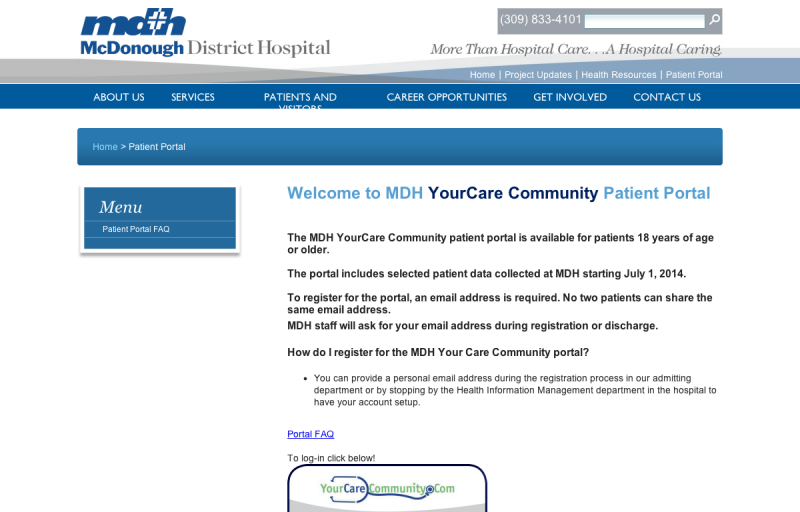 mdh
McDonough District Hospital
(309) 833-4101
More Than Hospital Care. . .A Hospital Caring.
Home | Project Updates | Health Resources | Patient Portal
ABOUT US SERVICES PATIENTS AND VISITORS CAREER OPPORTUNITIES GET INVOLVED CONTACT US
Home > Patient Portal
Menu
Patient Portal FAQ
Welcome to MDH YourCare Community Patient Portal
The MDH YourCare Community patient portal is available for patients 18 years of age
or older.
The portal includes selected patient data collected at MDH starting July 1, 2014.
To register for the portal, an email address is required. No two patients can share the
same email address.
MDH staff will ask for your email address during registration or discharge.
How do I register for the MDH Your Care Community portal?
• You can provide a personal email address during the registration process in our admitting
department or by stopping by the Health Information Management department in the hospital to
have your account setup.
Portal FAQ
To log-in click below!
YourCareCommunity.Com